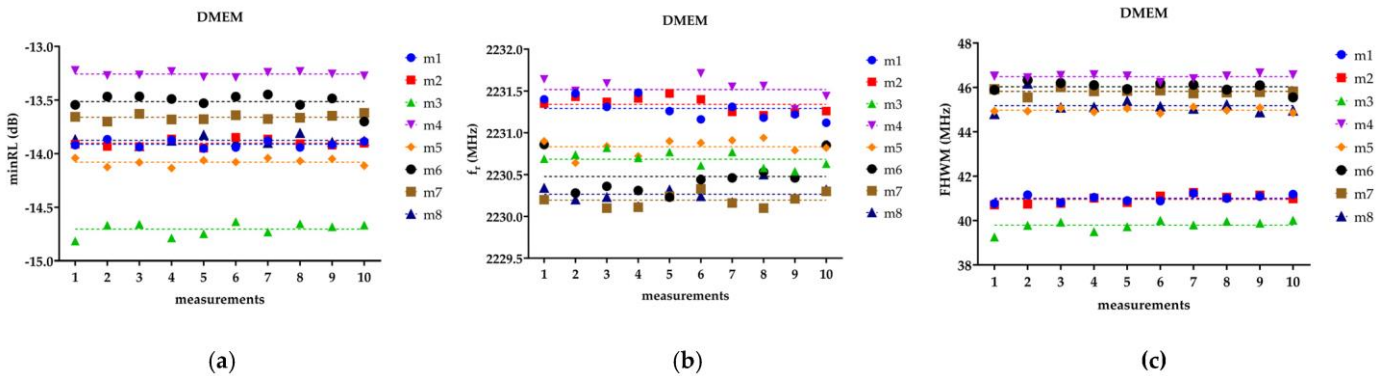 DMEM
-13.0
-13.5
-14.0
-14.5
-15.0
minRL (dB)
1 2 3 4 5 6 7 8 9 10
measurements
m1
m2
m3
m4
m5
m6
m7
m8
(a)
DMEM
2232.0
2231.5
2231.0
2230.5
2230.0
2229.5
fr (MHz)
1 2 3 4 5 6 7 8 9 10
measurements
m1
m2
m3
m4
m5
m6
m7
m8
(b)
DMEM
48
46
44
42
40
38
FHWM (MHz)
1 2 3 4 5 6 7 8 9 10
measurements
m1
m2
m3
m4
m5
m6
m7
m8
(c)